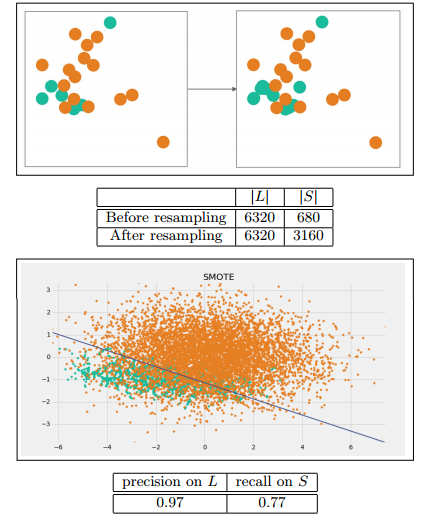 |L| |S|
Before resampling 6320 680
After resampling 6320 3160
SMOTE
3
2
1
0
−1
−2
−3
−6 −4 −2 0 2 4 6
precision on L recall on S
0.97 0.77